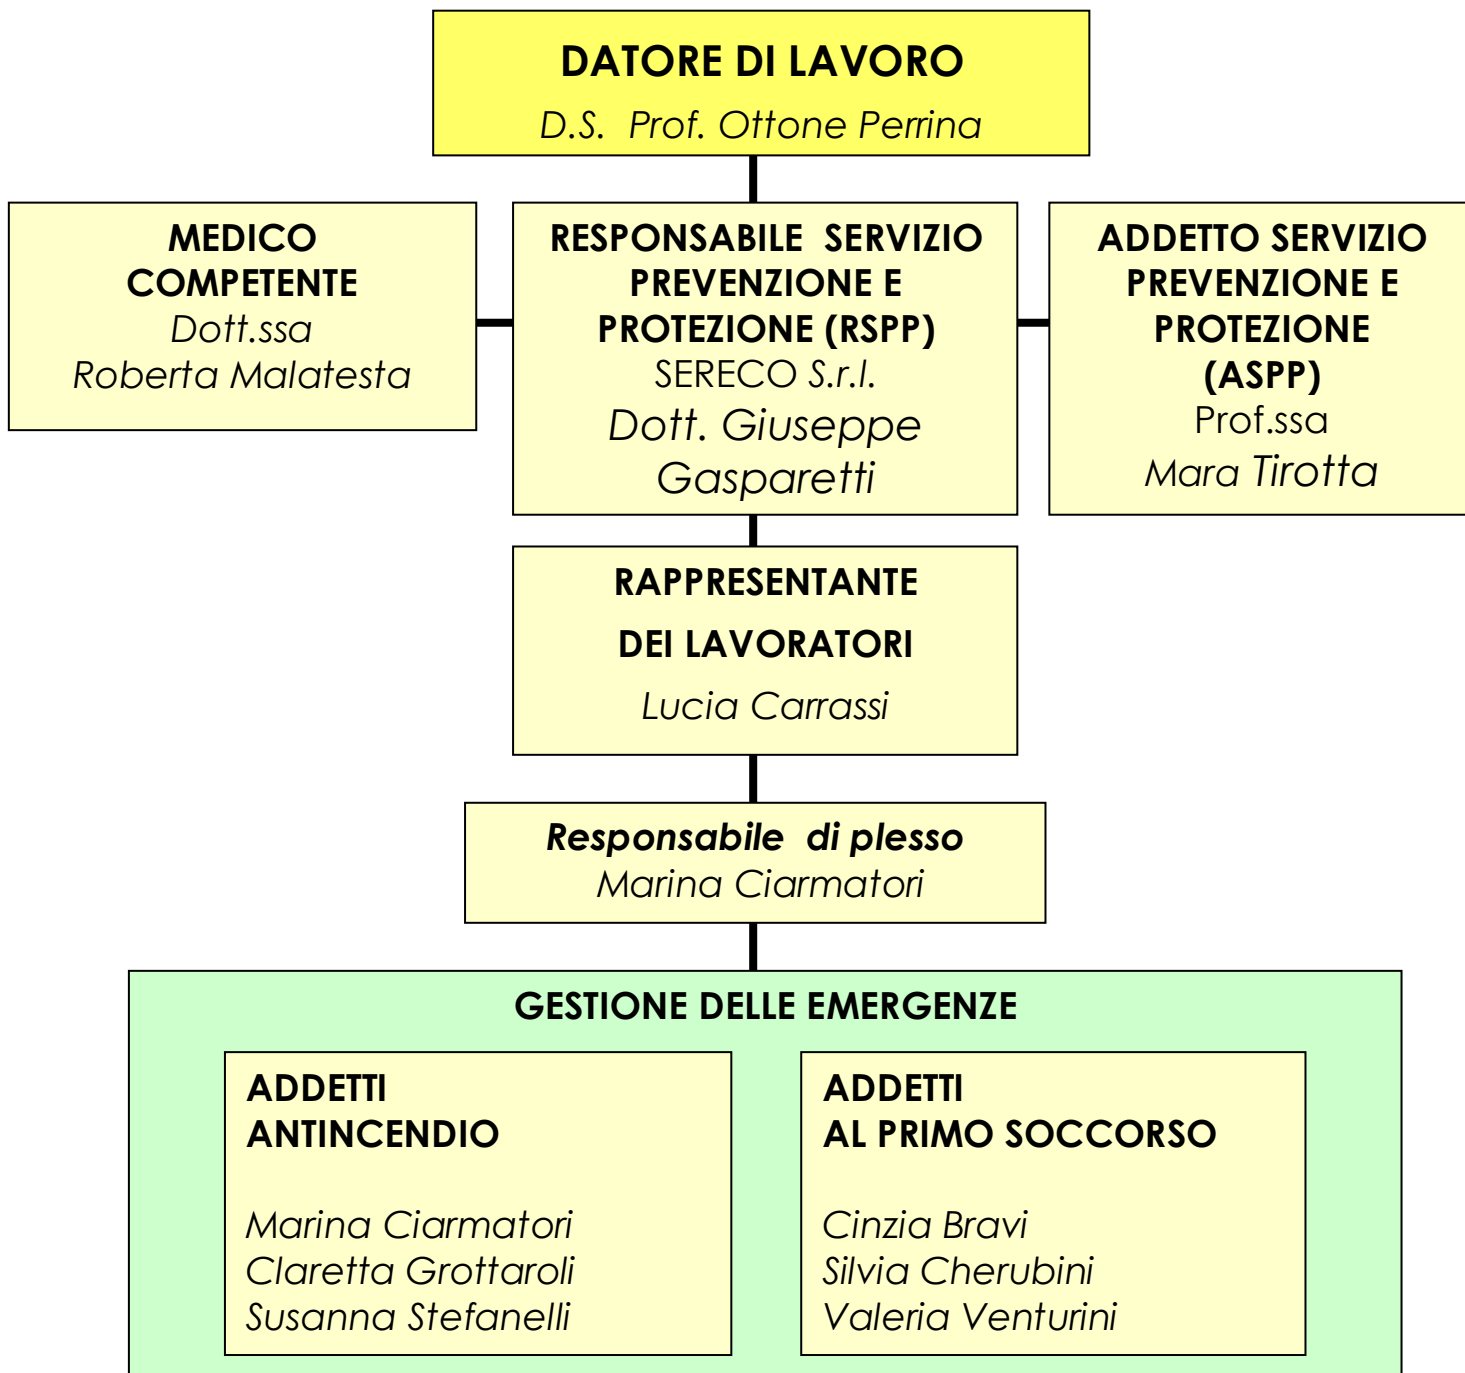 DATORE DI LAVORO
D.S. Prof. Ottone Perrina
MEDICO
COMPETENTE
Dott.ssa
Roberta Malatesta
RESPONSABILE SERVIZIO
PREVENZIONE E
PROTEZIONE (RSPP)
SERECO S.r.l.
Dott. Giuseppe
Gasparetti
ADDETTO SERVIZIO
PREVENZIONE E
PROTEZIONE
(ASPP)
Prof.ssa
Mara Tirotta
RAPPRESENTANTE
DEI LAVORATORI
Lucia Carrassi
Responsabile di plesso
Marina Ciarmatori
GESTIONE DELLE EMERGENZE
ADDETTI
ANTINCENDIO
Marina Ciarmatori
Claretta Grottaroli
Susanna Stefanelli
ADDETTI
AL PRIMO SOCCORSO
Cinzia Bravi
Silvia Cherubini
Valeria Venturini